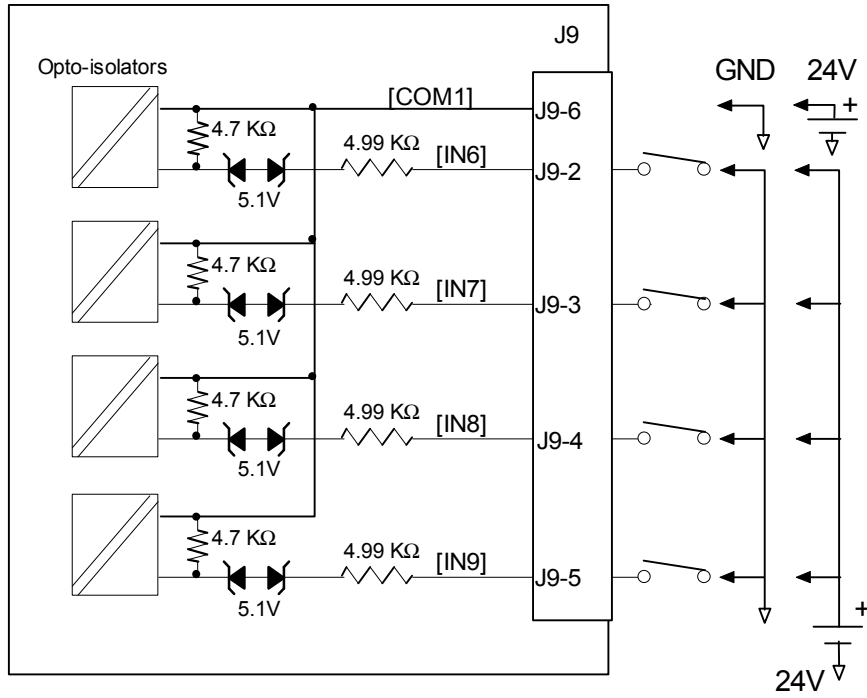 J9
Opto-isolators
GND 24V
[COM1]
J9-6
+
4.7 KΩ
4.99 KΩ
[IN6]
J9-2
5.1V
4.7 KΩ
4.99 KΩ
[IN7]
J9-3
5.1V
4.7 KΩ
4.99 KΩ
[IN8]
J9-4
5.1V
4.7 KΩ
4.99 KΩ
[IN9]
J9-5
5.1V
+
24V